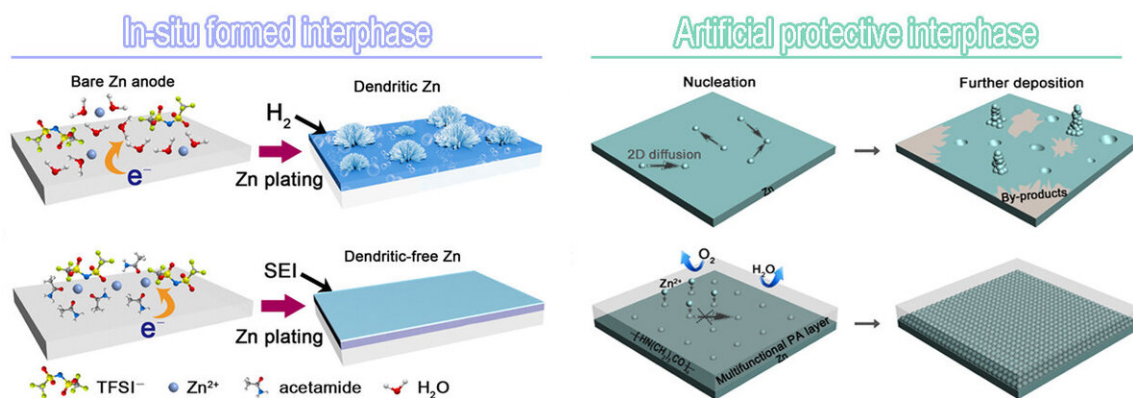 In-situ formed interphase
Bare Zn anode
Dendritic Zn
H₂
e⁻
Zn plating
Dendritic-free Zn
SEI
e⁻
Zn plating
TFSI⁻
Zn²⁺
acetamide
H₂O
Artificial protective interphase
Nucleation
Further deposition
2D diffusion
Zn
By-products
O₂
H₂O
Zn²⁺
Multifunctional PA layer
Zn